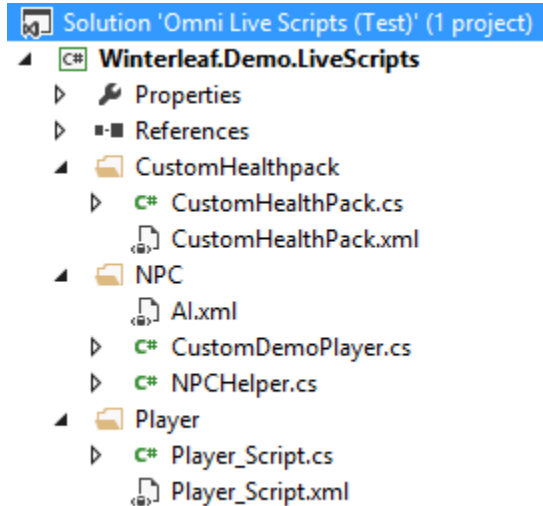 Solution 'Omni Live Scripts (Test)' (1 project)
C# Winterleaf.Demo.LiveScripts
Properties
References
CustomHealthpack
C# CustomHealthPack.cs
CustomHealthPack.xml
NPC
AI.xml
C# CustomDemoPlayer.cs
C# NPCHelper.cs
Player
C# Player_Script.cs
Player_Script.xml